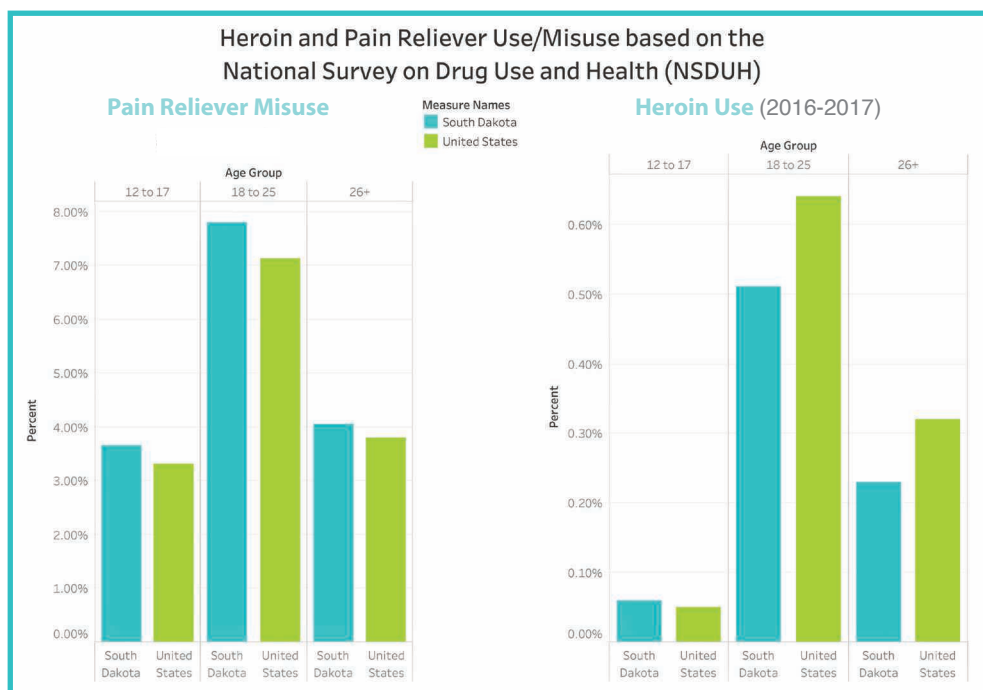 Heroin and Pain Reliever Use/Misuse based on the
National Survey on Drug Use and Health (NSDUH)
Pain Reliever Misuse
Measure Names
South Dakota
United States
Heroin Use (2016-2017)
Age Group
12 to 17 18 to 25 26+
8.00%
7.00%
6.00%
5.00%
4.00%
3.00%
2.00%
1.00%
0.00%
Percent
South Dakota United States South Dakota United States South Dakota United States
Age Group
12 to 17 18 to 25 26+
0.60%
0.50%
0.40%
0.30%
0.20%
0.10%
0.00%
Percent
South Dakota United States South Dakota United States South Dakota United States